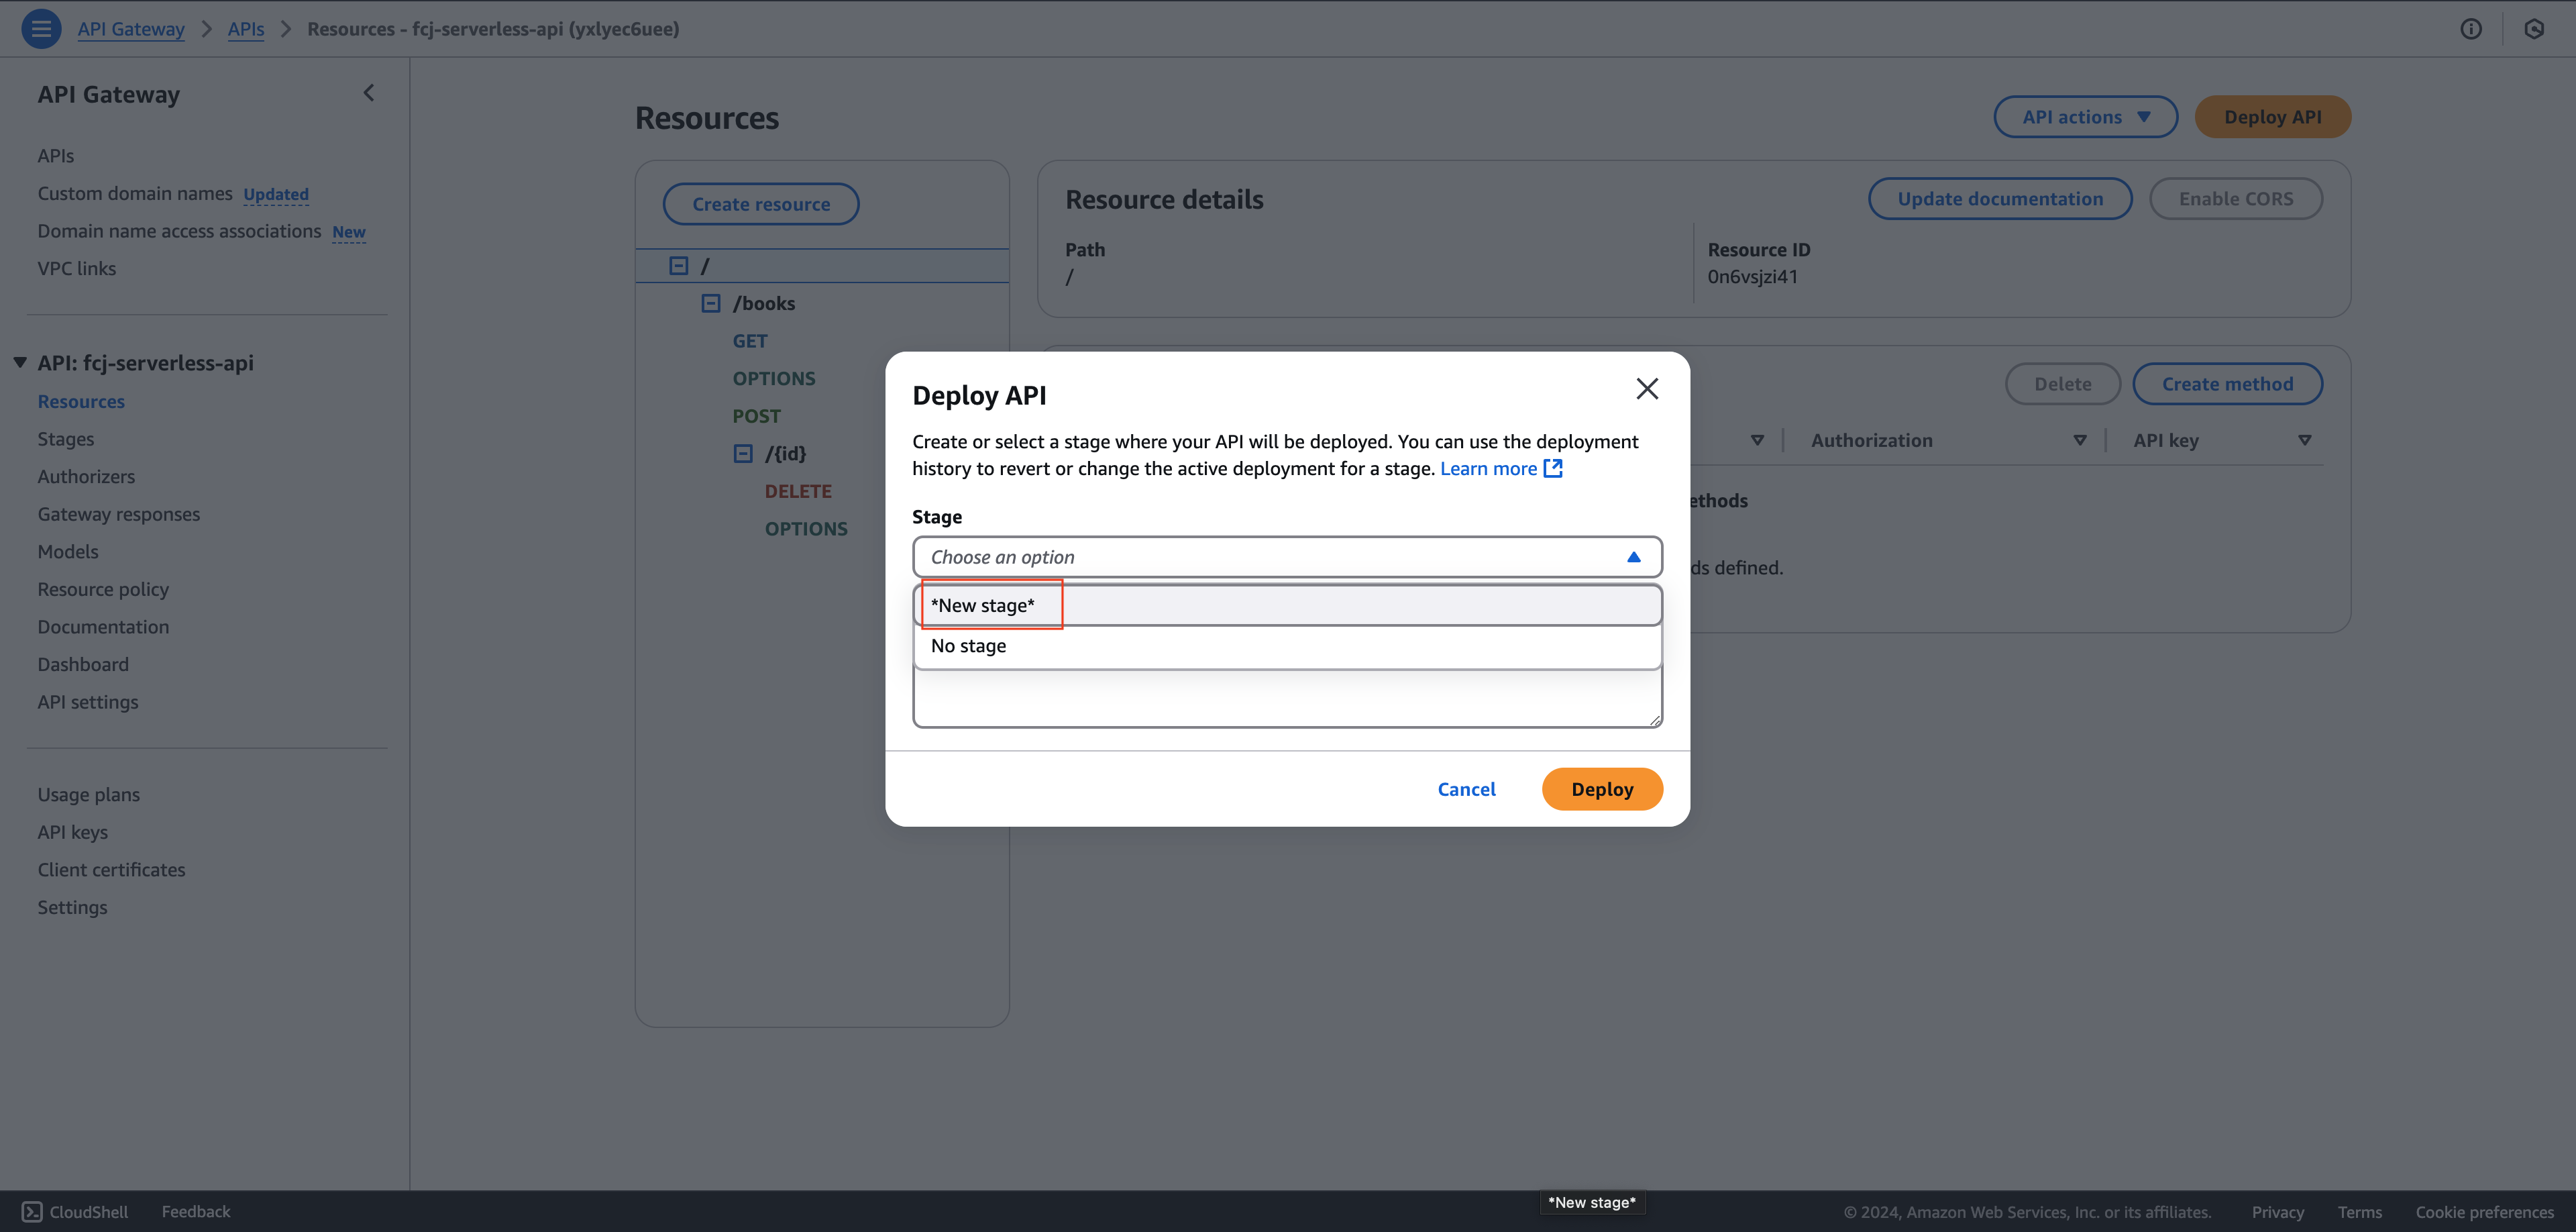 API Gateway > APIs > Resources - fcj-serverless-api (yxlyec6uee)
API Gateway
APIs
Custom domain names Updated
Domain name access associations New
VPC links
API: fcj-serverless-api
Resources
Stages
Authorizers
Gateway responses
Models
Resource policy
Documentation
Dashboard
API settings
Usage plans
API keys
Client certificates
Settings
Resources
API actions
Deploy API
Create resource
/
/books
GET
OPTIONS
POST
/{id}
DELETE
OPTIONS
Resource details
Update documentation
Enable CORS
Path
/
Resource ID
0n6vsjzi41
Delete
Create method
Authorization
API key
ethods
ds defined.
Deploy API
Create or select a stage where your API will be deployed. You can use the deployment
history to revert or change the active deployment for a stage. Learn more
Stage
Choose an option
*New stage*
No stage
Cancel
Deploy
CloudShell
Feedback
*New stage*
© 2024, Amazon Web Services, Inc. or its affiliates.
Privacy
Terms
Cookie preferences